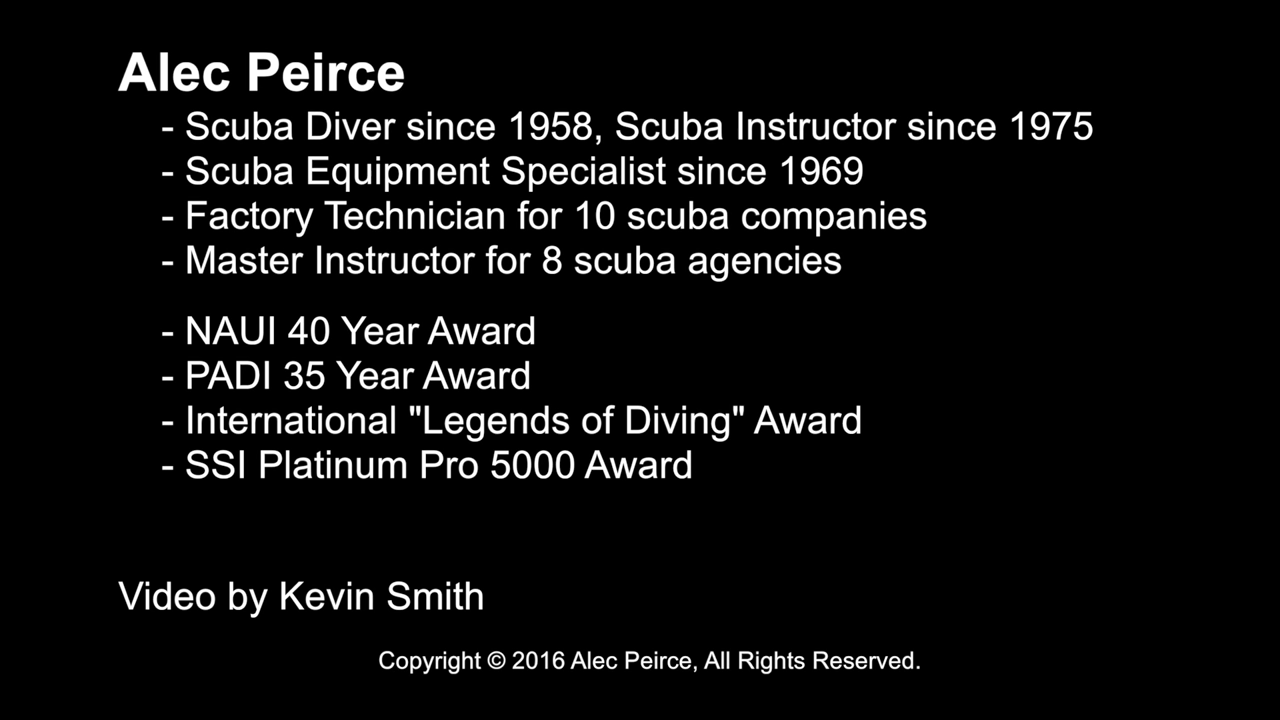 Alec Peirce
- Scuba Diver since 1958, Scuba Instructor since 1975
- Scuba Equipment Specialist since 1969
- Factory Technician for 10 scuba companies
- Master Instructor for 8 scuba agencies
- NAUI 40 Year Award
- PADI 35 Year Award
- International "Legends of Diving" Award
- SSI Platinum Pro 5000 Award
Video by Kevin Smith
Copyright © 2016 Alec Peirce, All Rights Reserved.